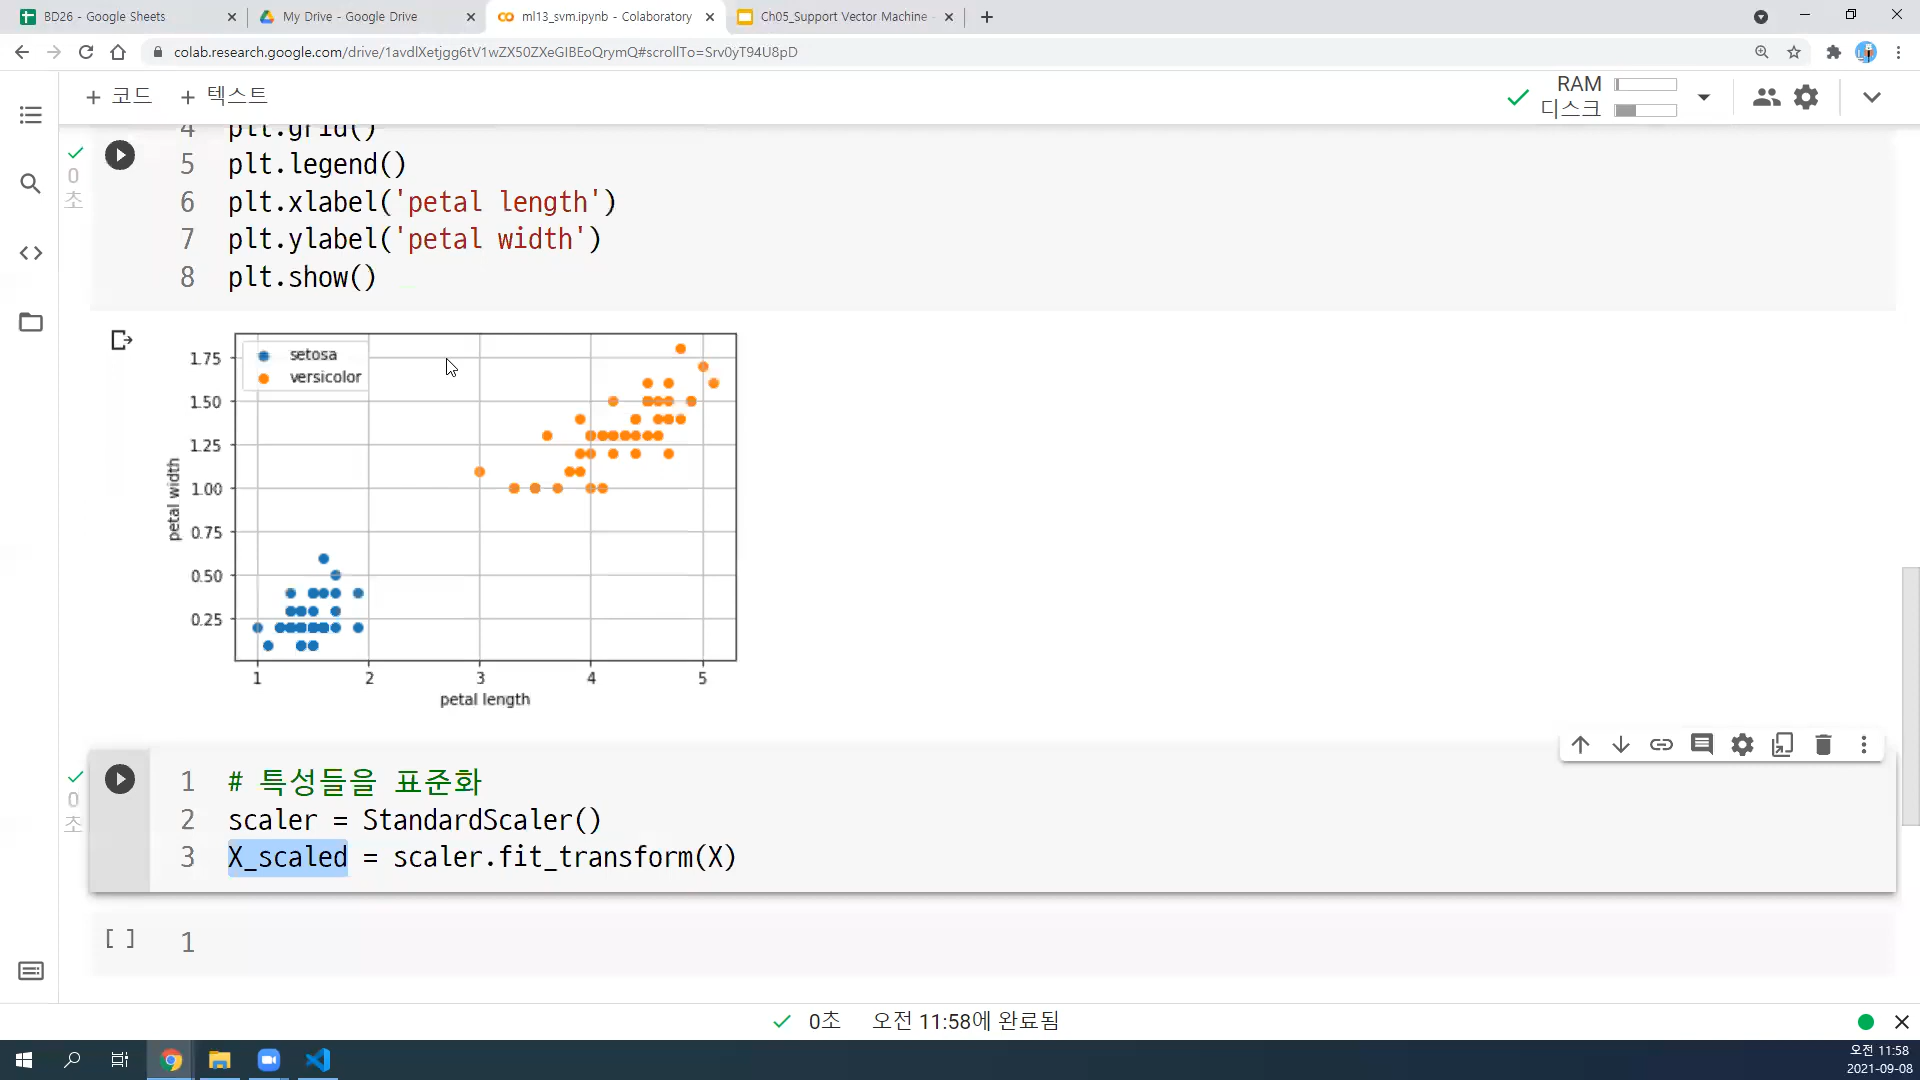 BD26 - Google Sheets
My Drive - Google Drive
ml13_svm.ipynb - Colaboratory
Ch05_Support Vector Machine
colab.research.google.com/drive/1avdlXetjgg6tV1wZX50ZXeGIBEoQrymQ#scrollTo=Srv0yT94U8pD
+ 코드 + 텍스트
RAM
디스크
4 plt.grid()
0초
5 plt.legend()
6 plt.xlabel('petal length')
7 plt.ylabel('petal width')
8 plt.show()
setosa
versicolor
1.75
1.50
1.25
1.00
0.75
0.50
0.25
petal width
1 2 3 4 5
petal length
0초
1 # 특성들을 표준화
2 scaler = StandardScaler()
3 X_scaled = scaler.fit_transform(X)
[ ] 1
0초 오전 11:58에 완료됨
오전 11:58
2021-09-08